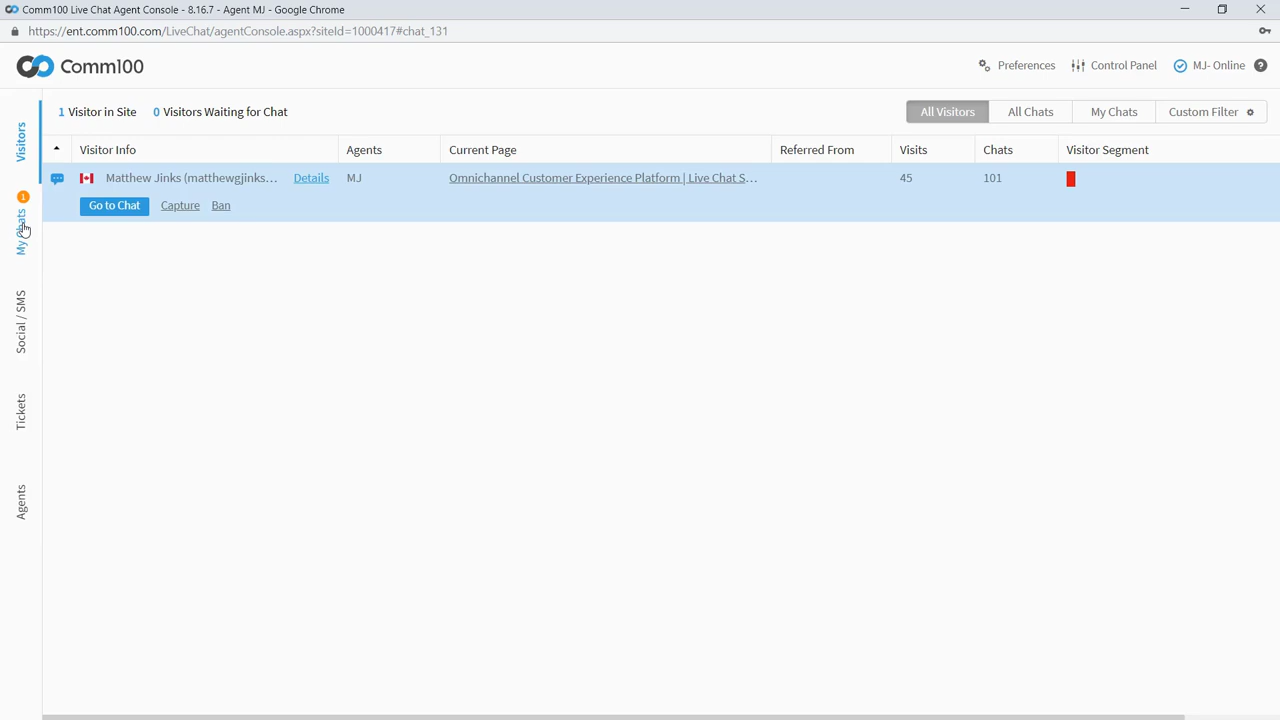 Comm100 Live Chat Agent Console - 8.16.7 - Agent MJ - Google Chrome
https://ent.comm100.com/LiveChat/agentConsole.aspx?siteId=1000417#chat_131
Comm100
Preferences
Control Panel
MJ- Online
?
1 Visitor in Site
0 Visitors Waiting for Chat
All Visitors
All Chats
My Chats
Custom Filter
Visitor Info
Agents
Current Page
Referred From
Visits
Chats
Visitor Segment
Matthew Jinks (matthewgjinks...
Details
MJ
Omnichannel Customer Experience Platform | Live Chat S...
45
101
Go to Chat
Capture
Ban
Visitors
1
My Chats
Social / SMS
Tickets
Agents